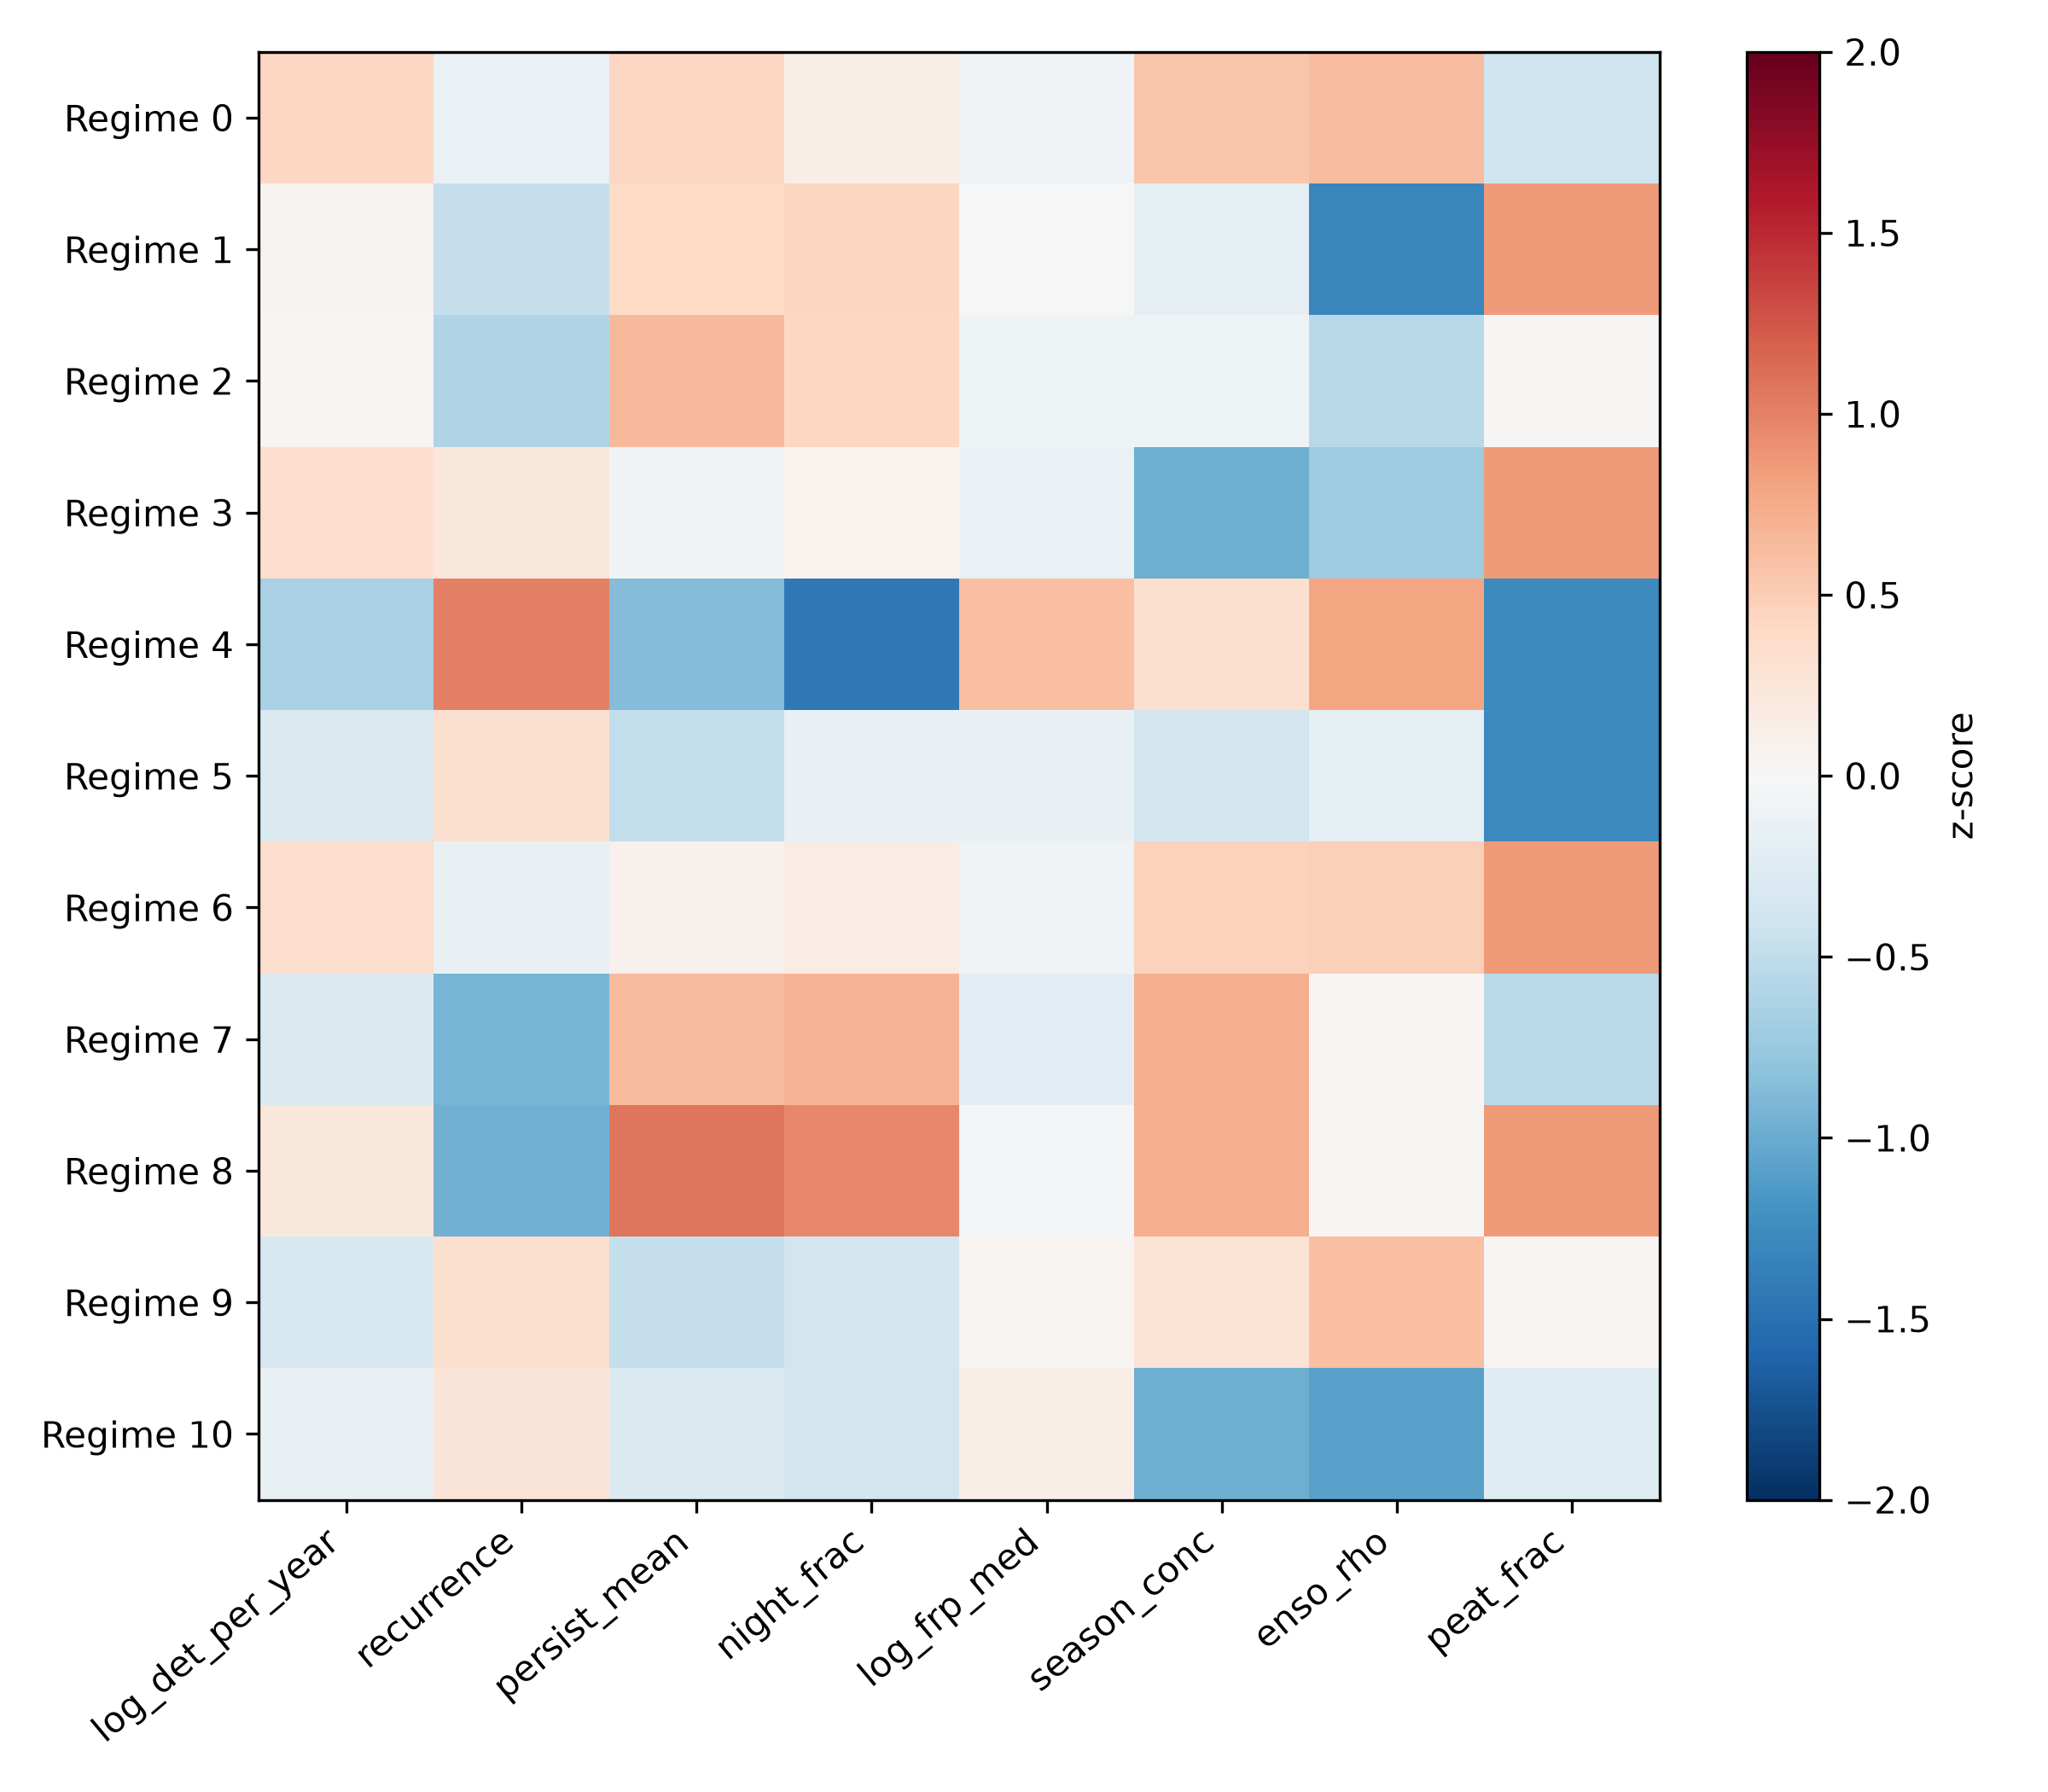 Regime 0
Regime 1
Regime 2
Regime 3
Regime 4
Regime 5
Regime 6
Regime 7
Regime 8
Regime 9
Regime 10
log_det_per_year
recurrence
persist_mean
night_frac
log_frp_med
season_conc
enso_rho
peat_frac
2.0
1.5
1.0
0.5
0.0
−0.5
−1.0
−1.5
−2.0
z-score